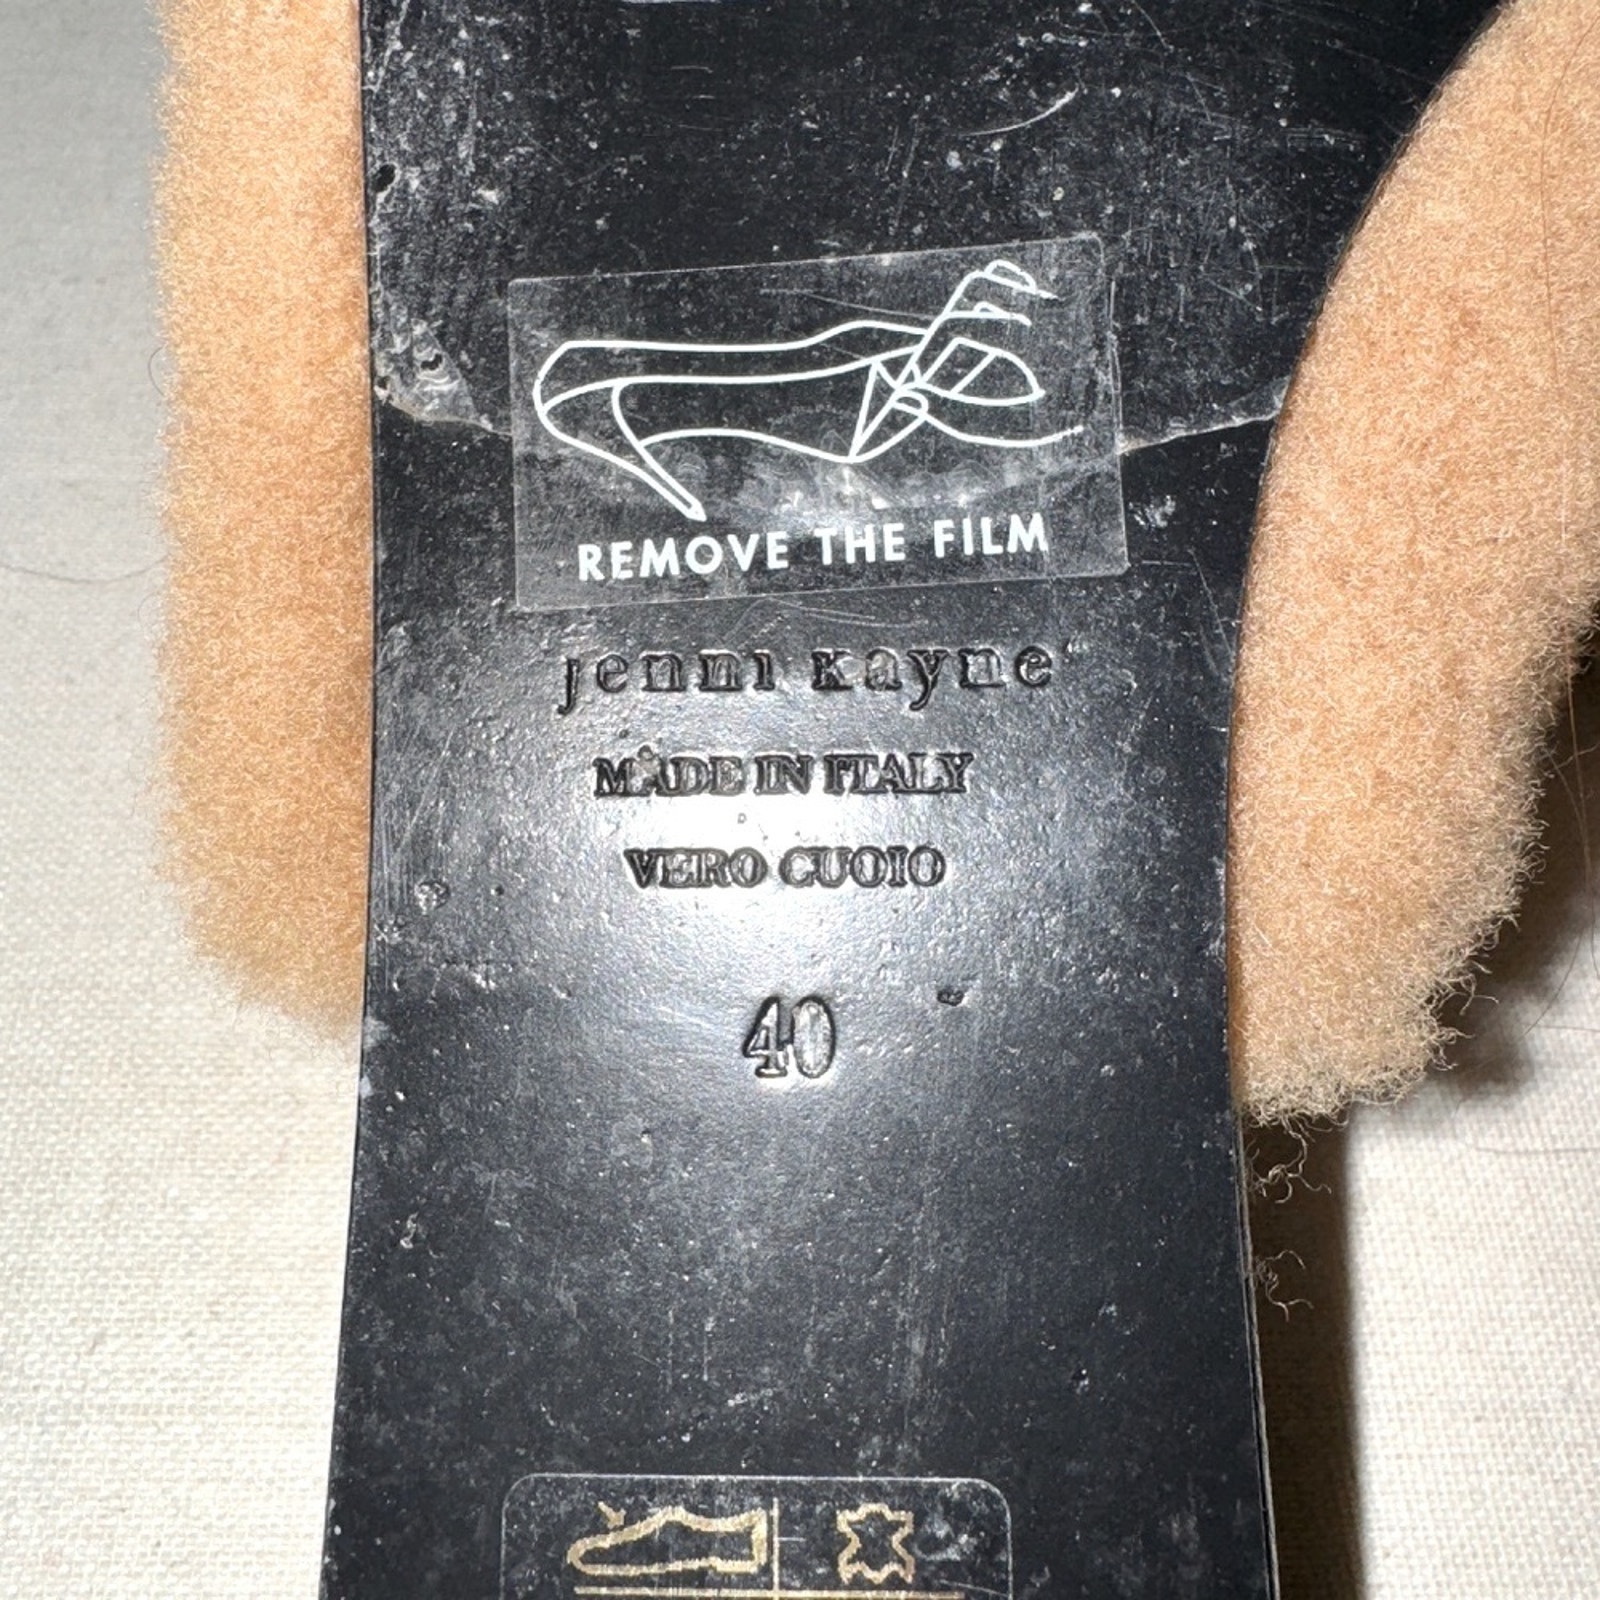 REMOVE THE FILM
jenni kayne
MADE IN ITALY
VERO CUOIO
40